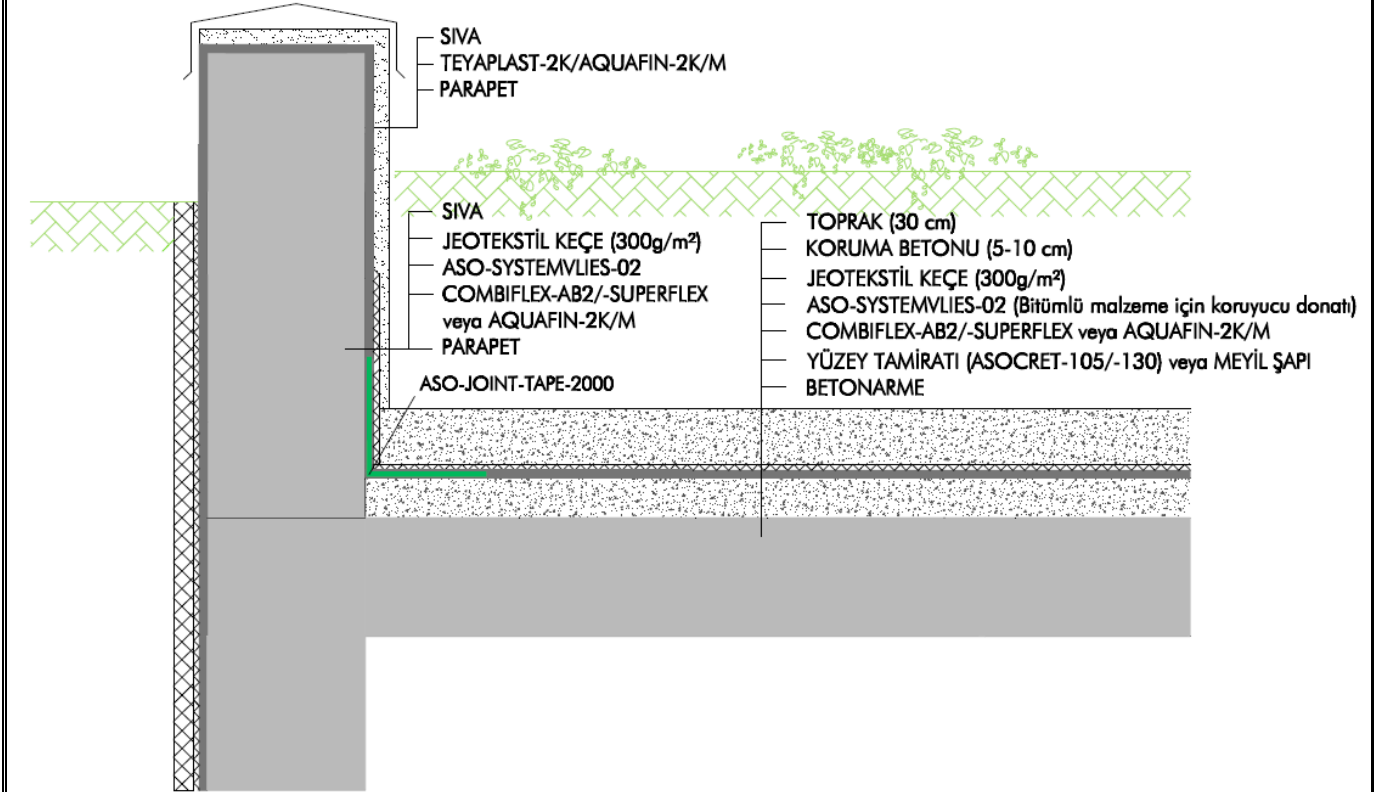 SIVA
TEYAPLAST-2K/AQUAFIN-2K/M
PARAPET
SIVA
JEOTEKSTİL KEÇE (300g/m²)
ASO-SYSTEMVLIES-02
COMBIFLEX-AB2/-SUPERFLEX
veya AQUAFIN-2K/M
PARAPET
ASO-JOINT-TAPE-2000
TOPRAK (30 cm)
KORUMA BETONU (5-10 cm)
JEOTEKSTİL KEÇE (300g/m²)
ASO-SYSTEMVLIES-02 (Bitümlü malzeme için koruyucu donatı)
COMBIFLEX-AB2/-SUPERFLEX veya AQUAFIN-2K/M
YÜZEY TAMİRATI (ASOCRET-105/-130) veya MEYİL ŞAPI
BETONARME